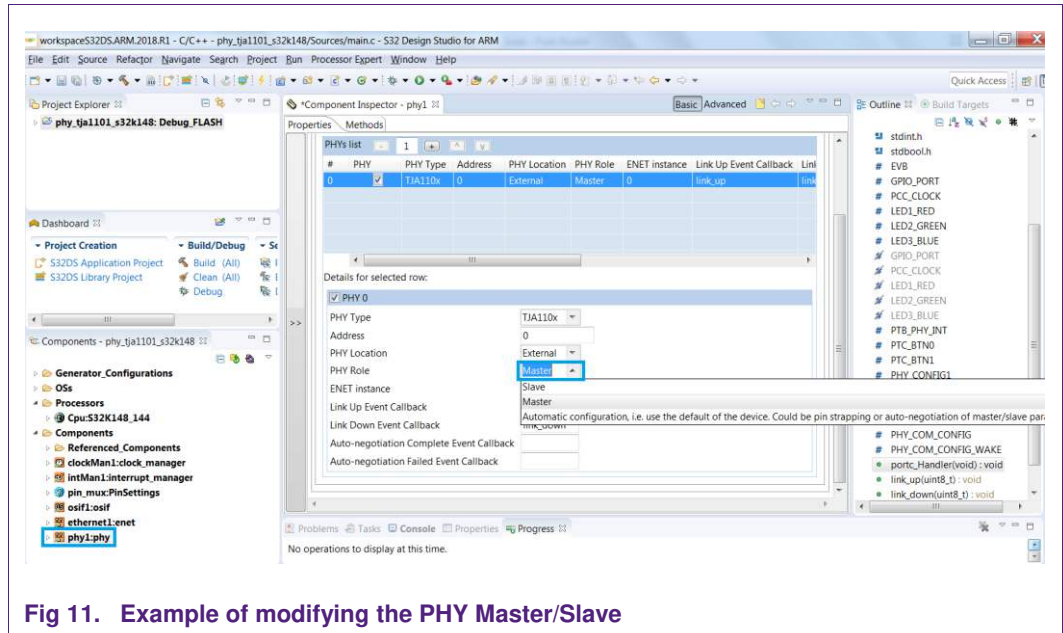 workspaceS32DS.ARM.2018.R1 - C/C++ - phy_tja1101_s32k148/Sources/main.c - S32 Design Studio for ARM
File Edit Source Refactor Navigate Search Project Run Processor Expert Window Help
Quick Access
Project Explorer
phy_tja1101_s32k148: Debug_FLASH
Dashboard
Project Creation
Build/Debug
S32DS Application Project
Build (All)
S32DS Library Project
Clean (All)
Debug
Components - phy_tja1101_s32k148
Generator_Configurations
OSs
Processors
Cpu:S32K148_144
Components
Referenced_Components
clockMan1:clock_manager
intMan1:interrupt_manager
pin_mux:PinSettings
osif1:osif
ethernet1:enet
phy1:phy
*Component Inspector - phy1
Basic Advanced
Properties Methods
PHYs list 1
# PHY PHY Type Address PHY Location PHY Role ENET instance Link Up Event Callback Link
0 TJA110x 0 External Master 0 link_up link
Details for selected row:
PHY 0
PHY Type TJA110x
Address 0
PHY Location External
PHY Role Master
Slave
Master
Automatic configuration, i.e. use the default of the device. Could be pin strapping or auto-negotiation of master/slave para
ENET instance
Link Up Event Callback
Link Down Event Callback link_down
Auto-negotiation Complete Event Callback
Auto-negotiation Failed Event Callback
Problems Tasks Console Properties Progress
No operations to display at this time.
Outline Build Targets
stdint.h
stdbool.h
EVB
GPIO_PORT
PCC_CLOCK
LED1_RED
LED2_GREEN
LED3_BLUE
GPIO_PORT
PCC_CLOCK
LED1_RED
LED2_GREEN
LED3_BLUE
PTB_PHY_INT
PTC_BTN0
PTC_BTN1
PHY_CONFIG1
PHY_COM_CONFIG
PHY_COM_CONFIG_WAKE
portc_Handler(void) : void
link_up(uint8_t) : void
link_down(uint8_t) : void
Fig 11. Example of modifying the PHY Master/Slave